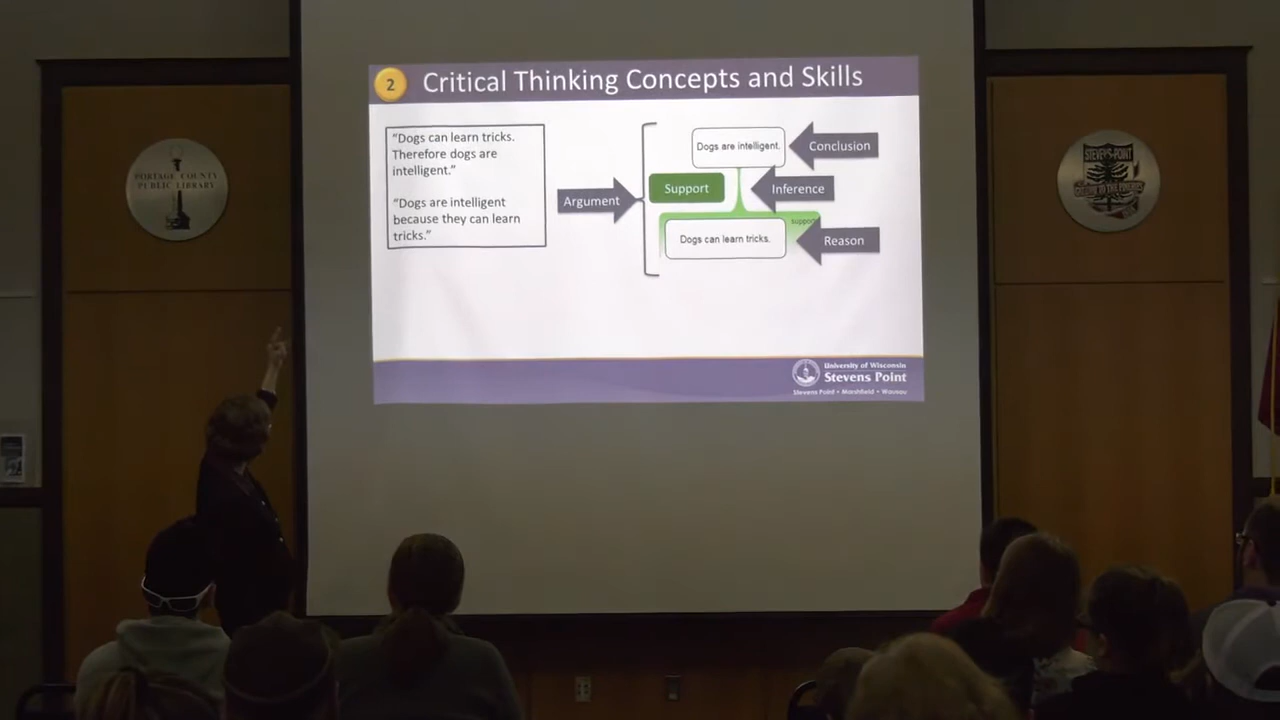 2
Critical Thinking Concepts and Skills
“Dogs can learn tricks.
Therefore dogs are
intelligent.”
“Dogs are intelligent
because they can learn
tricks.”
Argument
Dogs are intelligent.
Conclusion
Support
Inference
supports
Dogs can learn tricks.
Reason
University of Wisconsin
Stevens Point
Stevens Point • Marshfield • Wausau
PORTAGE COUNTY
PUBLIC LIBRARY
STEVENS POINT